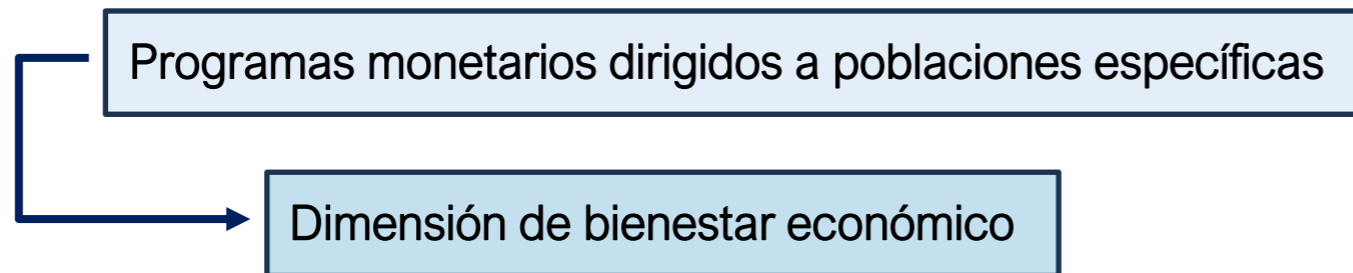 Programas monetarios dirigidos a poblaciones específicas
Dimensión de bienestar económico